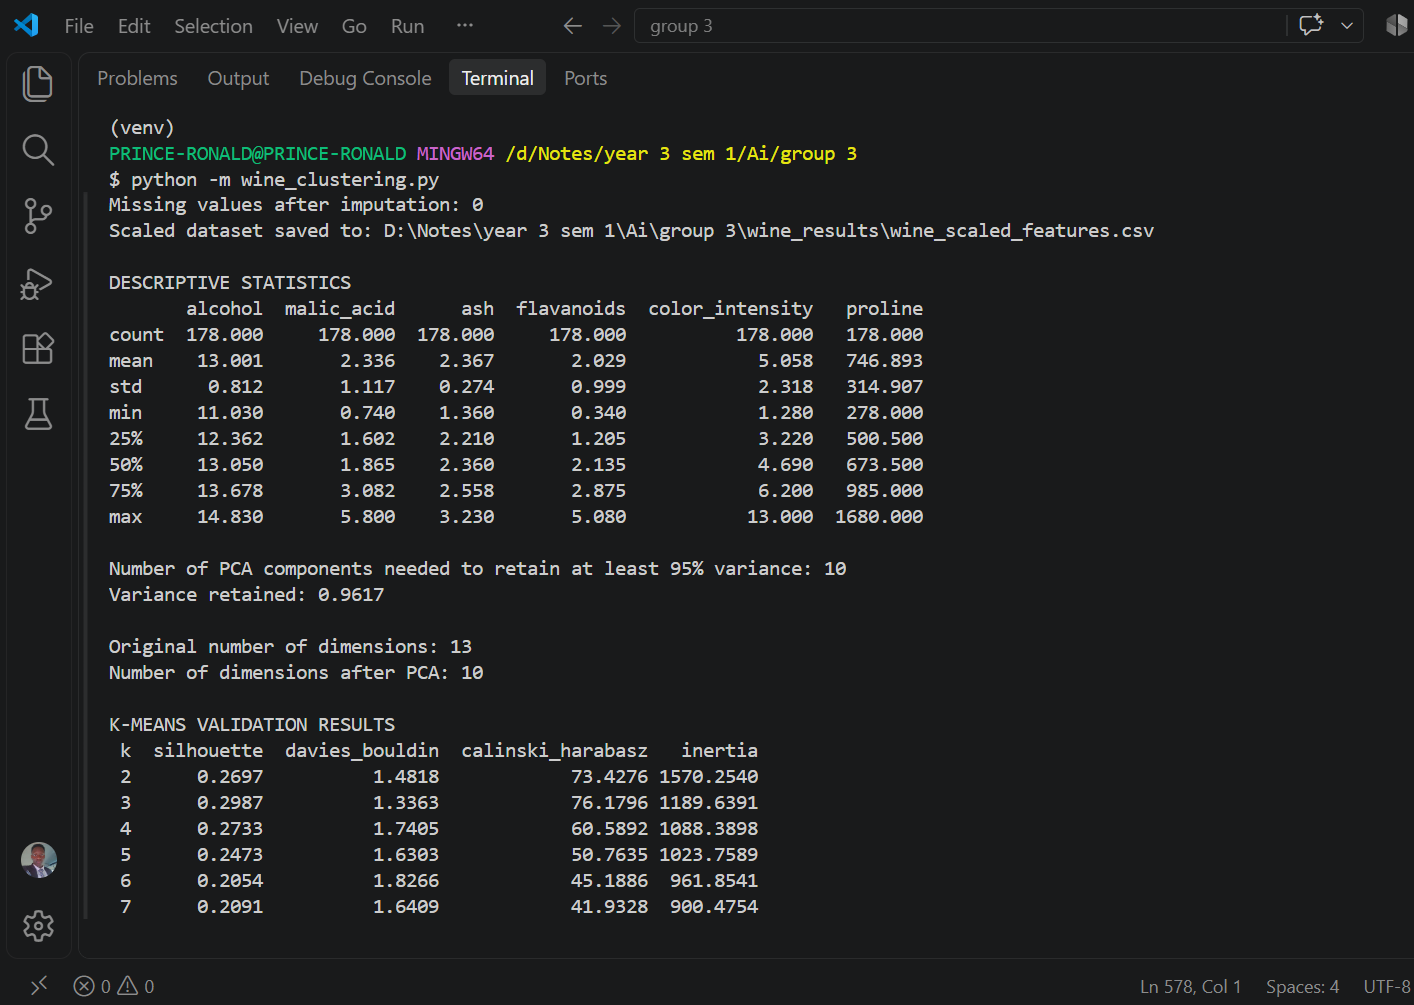 File Edit Selection View Go Run ··· group 3
Problems Output Debug Console Terminal Ports
(venv)
PRINCE-RONALD@PRINCE-RONALD MINGW64 /d/Notes/year 3 sem 1/Ai/group 3
$ python -m wine_clustering.py
Missing values after imputation: 0
Scaled dataset saved to: D:\Notes\year 3 sem 1\Ai\group 3\wine_results\wine_scaled_features.csv
DESCRIPTIVE STATISTICS
alcohol malic_acid ash flavanoids color_intensity proline
count 178.000 178.000 178.000 178.000 178.000 178.000
mean 13.001 2.336 2.367 2.029 5.058 746.893
std 0.812 1.117 0.274 0.999 2.318 314.907
min 11.030 0.740 1.360 0.340 1.280 278.000
25% 12.362 1.602 2.210 1.205 3.220 500.500
50% 13.050 1.865 2.360 2.135 4.690 673.500
75% 13.678 3.082 2.558 2.875 6.200 985.000
max 14.830 5.800 3.230 5.080 13.000 1680.000
Number of PCA components needed to retain at least 95% variance: 10
Variance retained: 0.9617
Original number of dimensions: 13
Number of dimensions after PCA: 10
K-MEANS VALIDATION RESULTS
k silhouette davies_bouldin calinski_harabasz inertia
2 0.2697 1.4818 73.4276 1570.2540
3 0.2987 1.3363 76.1796 1189.6391
4 0.2733 1.7405 60.5892 1088.3898
5 0.2473 1.6303 50.7635 1023.7589
6 0.2054 1.8266 45.1886 961.8541
7 0.2091 1.6409 41.9328 900.4754
0 0 Ln 578, Col 1 Spaces: 4 UTF-8